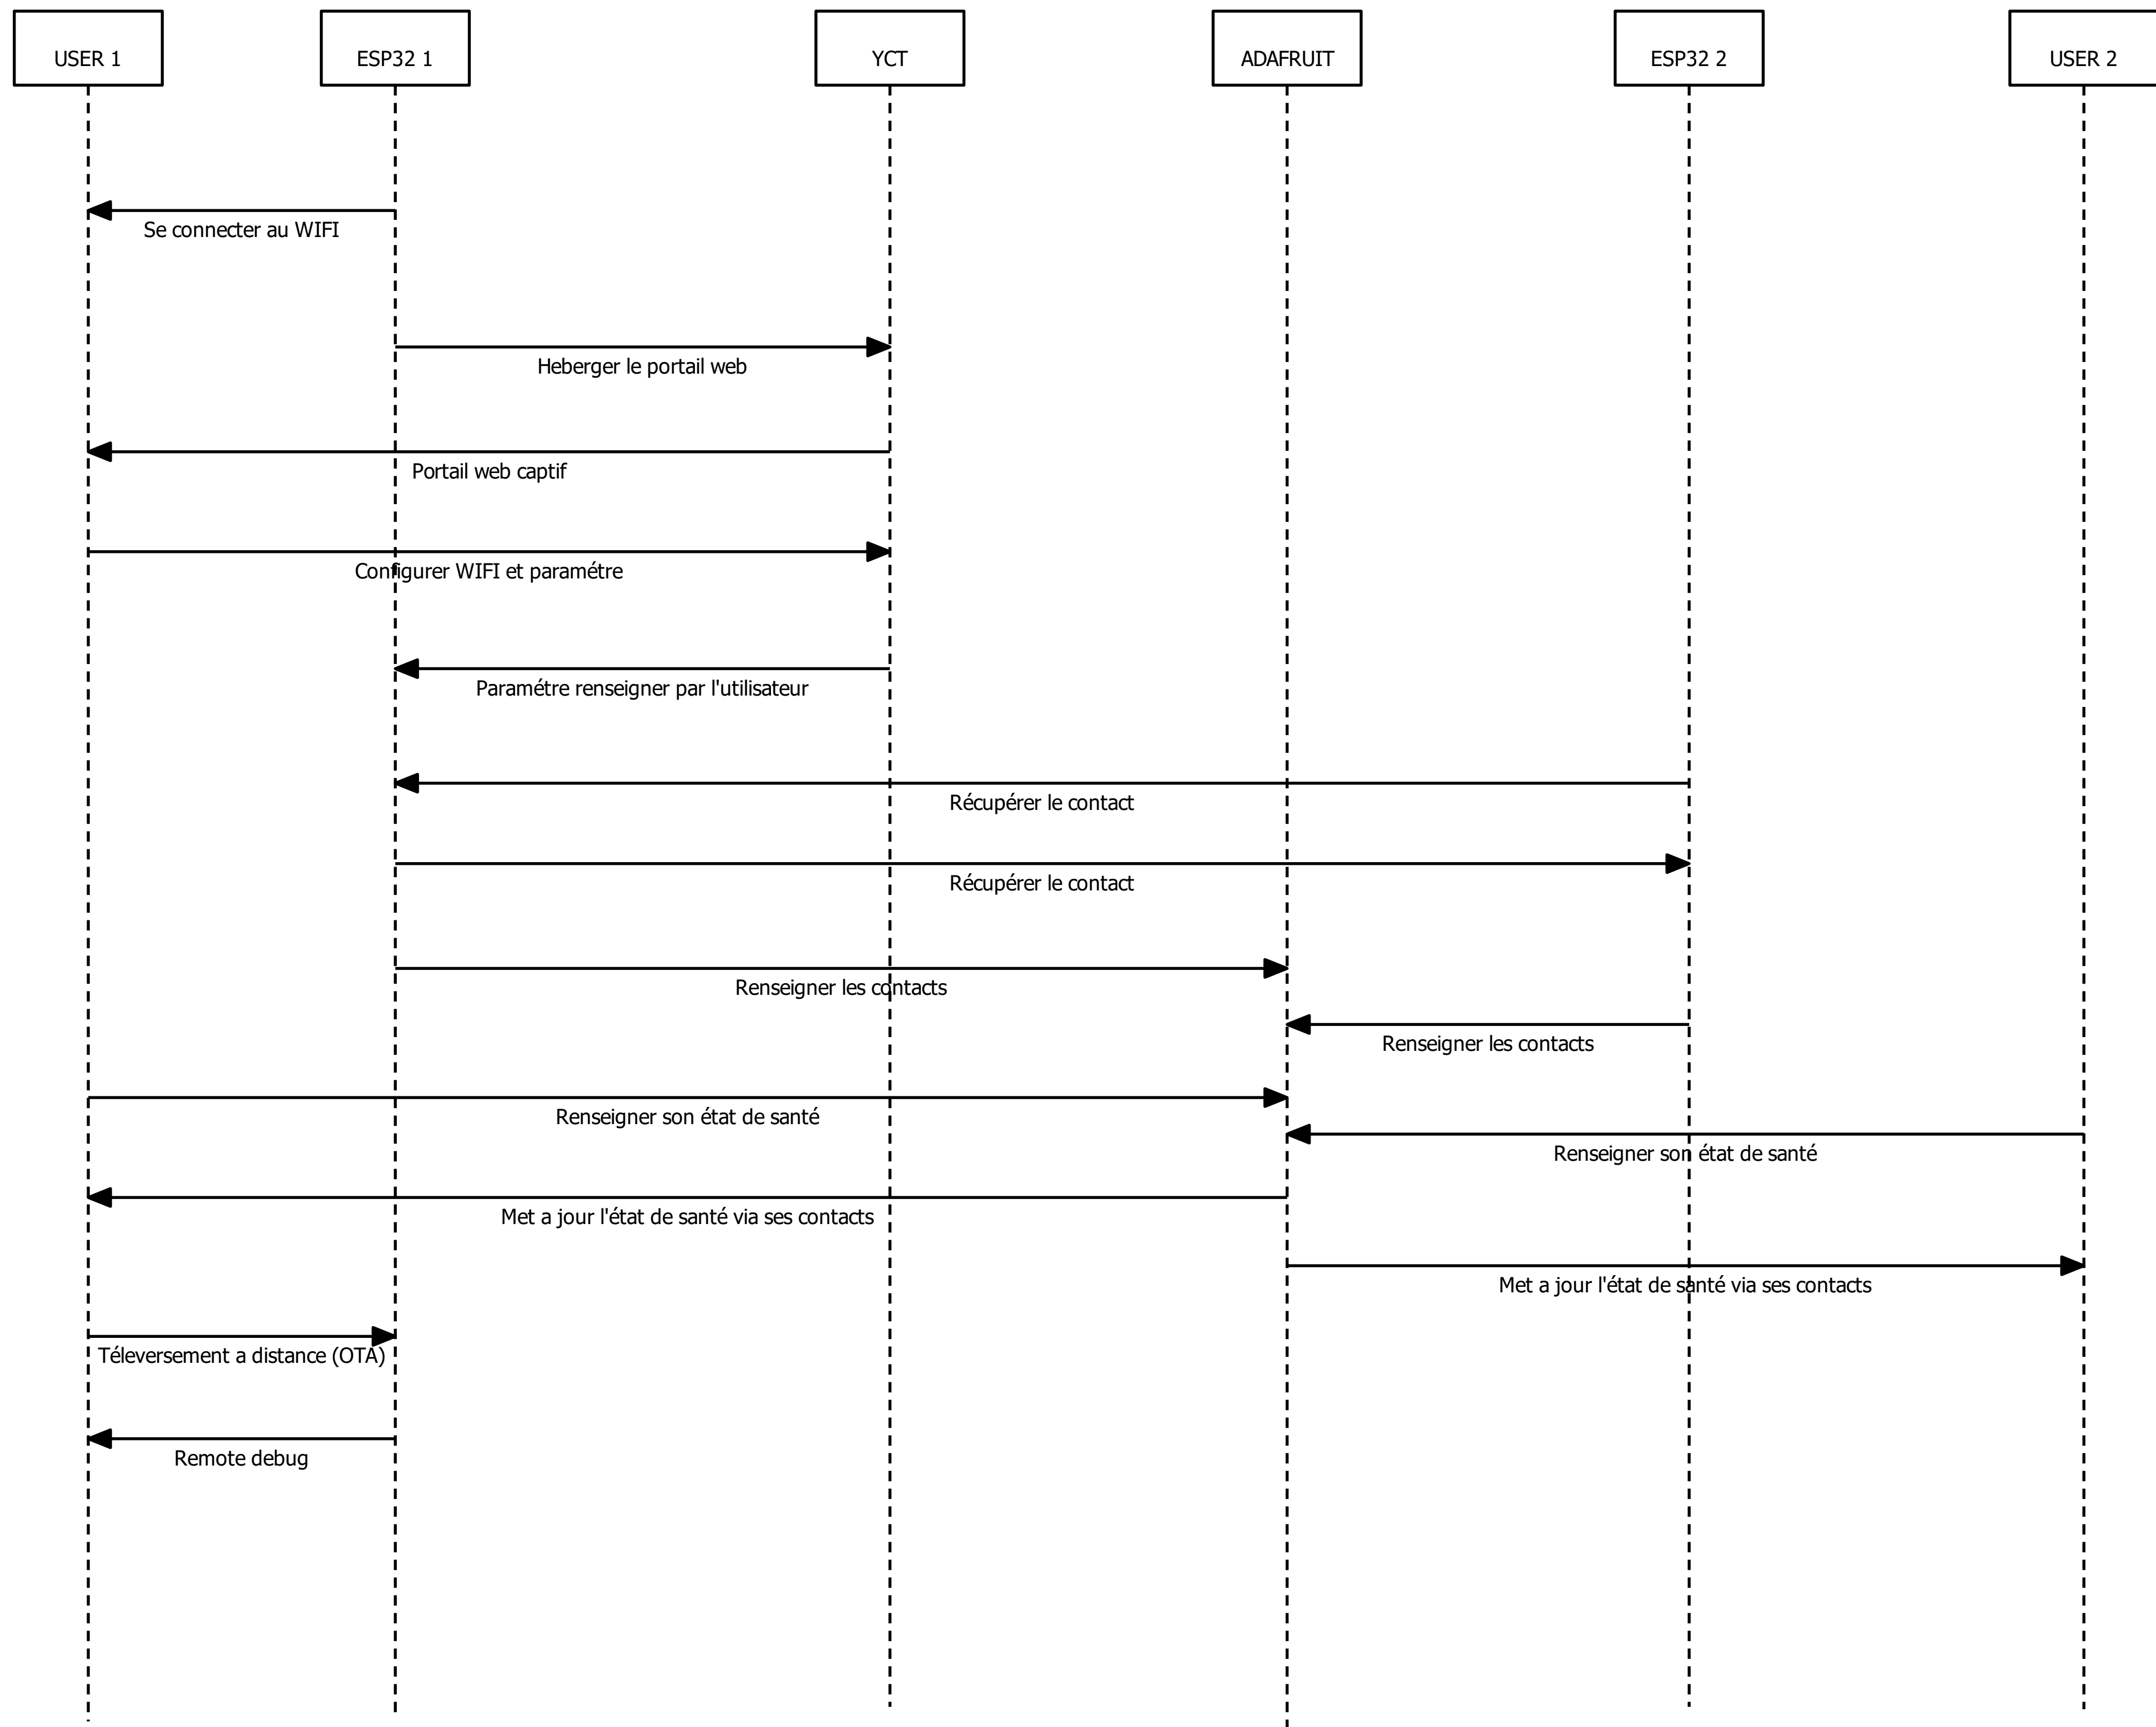 USER 1
ESP32 1
YCT
ADAFRUIT
ESP32 2
USER 2
Se connecter au WIFI
Heberger le portail web
Portail web captif
Configurer WIFI et paramétre
Paramétre renseigner par l'utilisateur
Récupérer le contact
Récupérer le contact
Renseigner les contacts
Renseigner les contacts
Renseigner son état de santé
Renseigner son état de santé
Met a jour l'état de santé via ses contacts
Met a jour l'état de santé via ses contacts
Téleversement a distance (OTA)
Remote debug